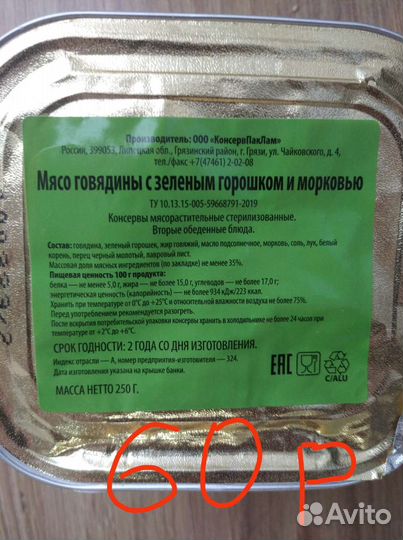 Производитель: ООО «КонсервПакЛам»
Россия, 399053, Липецкая обл., Грязинский район, г. Грязи, ул. Чайковского, д. 4,
тел./факс +7(47461) 2-02-08
Мясо говядины с зеленым горошком и морковью
ТУ 10.13.15-005-59668791-2019
Консервы мясорастительные стерилизованные.
Вторые обеденные блюда.
Состав: говядина, зеленый горошек, жир говяжий, масло подсолнечное, морковь, соль, лук, белый
корень, перец черный молотый, лавровый лист.
Массовая доля мясных ингредиентов (по закладке) не менее 35%.
Пищевая ценность 100 г продукта:
белка — не менее 5,0 г, жира — не более 15,0 г, углеводов — не более 17,0 г;
энергетическая ценность (калорийность) — не более 934 кДж/223 ккал.
Хранить при температуре от 0°С до +25°С и относительной влажности воздуха не более 75%.
Перед употреблением рекомендуется разогреть.
После вскрытия потребительской упаковки консервы хранить в холодильнике не более 24 часов при
температуре от +2°С до +6°С.
СРОК ГОДНОСТИ: 2 ГОДА СО ДНЯ ИЗГОТОВЛЕНИЯ.
Индекс отрасли — А, номер предприятия-изготовителя — 324.
Дата изготовления указана на крышке банки.
МАССА НЕТТО 250 Г.
ЕАС
C/ALU
60 р
Avito